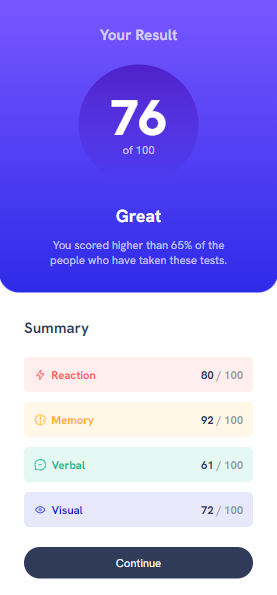 Your Result
76
of 100
Great
You scored higher than 65% of the
people who have taken these tests.
Summary
Reaction 80 / 100
Memory 92 / 100
Verbal 61 / 100
Visual 72 / 100
Continue